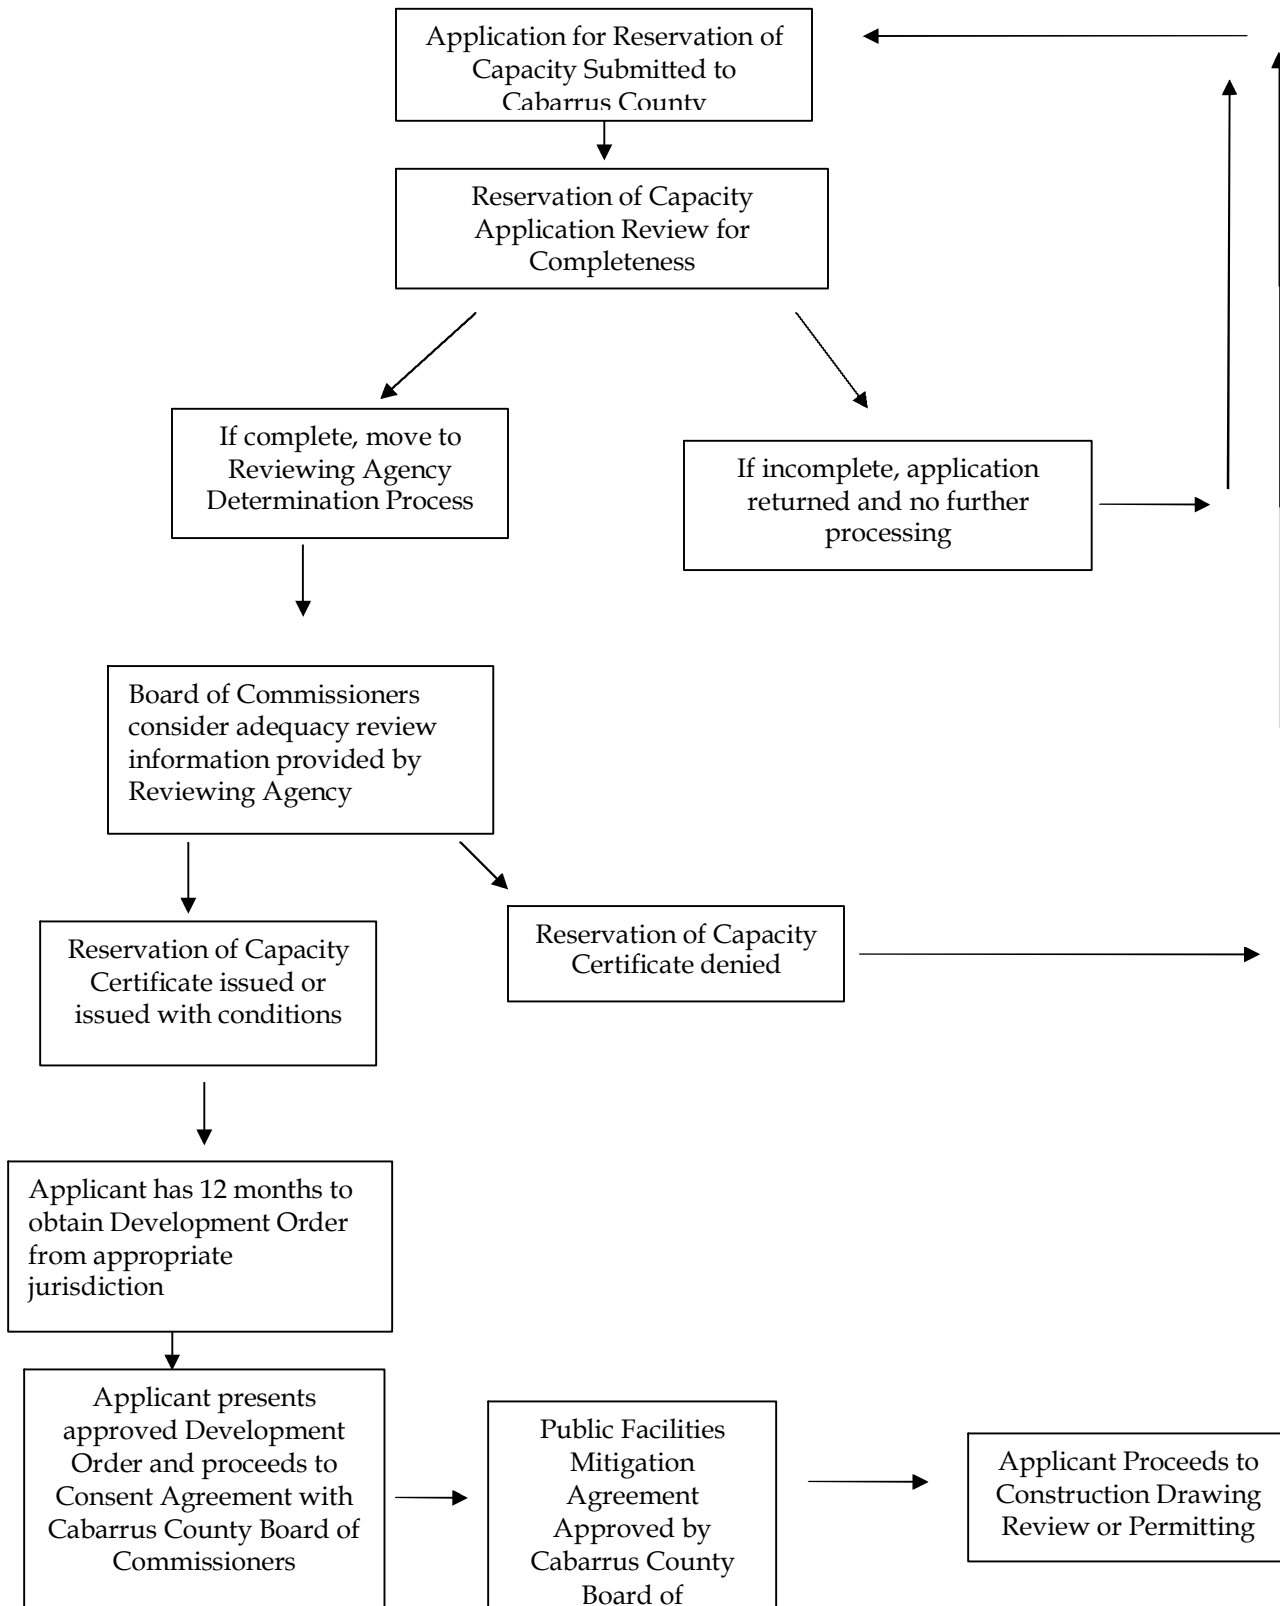 Application for Reservation of
Capacity Submitted to
Cabarrus County
Reservation of Capacity
Application Review for
Completeness
If complete, move to
Reviewing Agency
Determination Process
If incomplete, application
returned and no further
processing
Board of Commissioners
consider adequacy review
information provided by
Reviewing Agency
Reservation of Capacity
Certificate issued or
issued with conditions
Reservation of Capacity
Certificate denied
Applicant has 12 months to
obtain Development Order
from appropriate
jurisdiction
Applicant presents
approved Development
Order and proceeds to
Consent Agreement with
Cabarrus County Board of
Commissioners
Public Facilities
Mitigation
Agreement
Approved by
Cabarrus County
Board of
Applicant Proceeds to
Construction Drawing
Review or Permitting